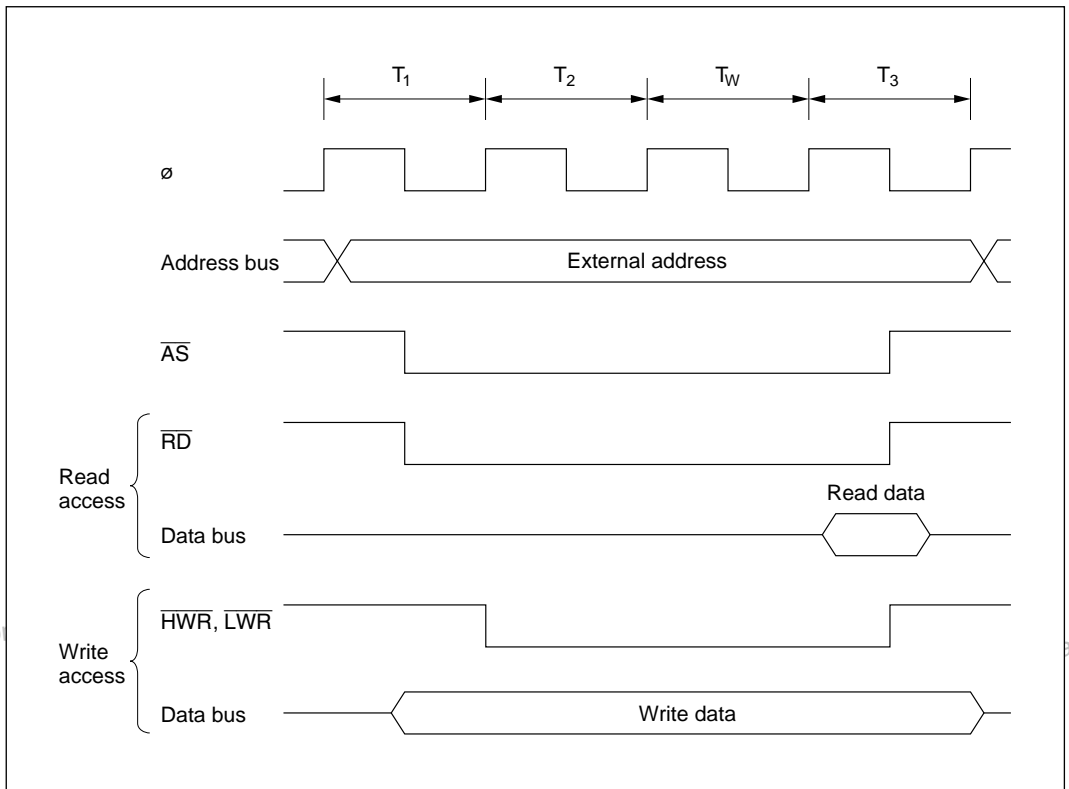 T1 T2 TW T3
ø
Address bus External address
AS
RD
Read access
Read data
Data bus
HWR, LWR
Write access
Data bus Write data